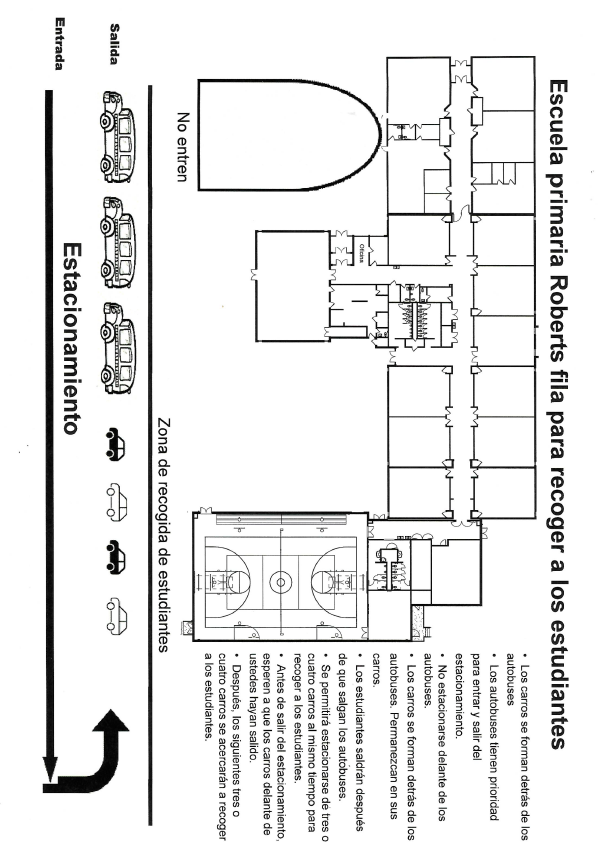 Escuela primaria Roberts fila para recoger a los estudiantes
• Los carros se forman detrás de los
autobuses
• Los autobuses tienen prioridad
para entrar y salir del
estacionamiento.
• No estacionarse delante de los
autobuses.
• Los carros se forman detrás de los
autobuses. Permanezcan en sus
carros.
• Los estudiantes saldrán después
de que salgan los autobuses.
• Se permitirá estacionarse de tres o
cuatro carros al mismo tiempo para
recoger a los estudiantes.
• Antes de salir del estacionamiento,
esperen a que los carros delante de
ustedes hayan salido.
• Después, los siguientes tres o
cuatro carros se acercarán a recoger
a los estudiantes.
Oficina
No entren
Zona de recogida de estudiantes
Salida
Estacionamiento
Entrada